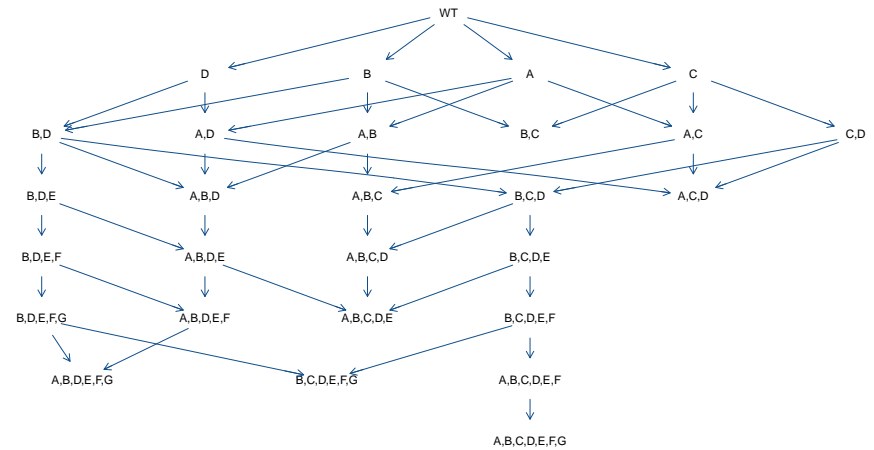 WT
D B A C
B,D A,D A,B B,C A,C C,D
B,D,E A,B,D A,B,C B,C,D A,C,D
B,D,E,F A,B,D,E A,B,C,D B,C,D,E
B,D,E,F,G A,B,D,E,F A,B,C,D,E B,C,D,E,F
A,B,D,E,F,G B,C,D,E,F,G A,B,C,D,E,F
A,B,C,D,E,F,G